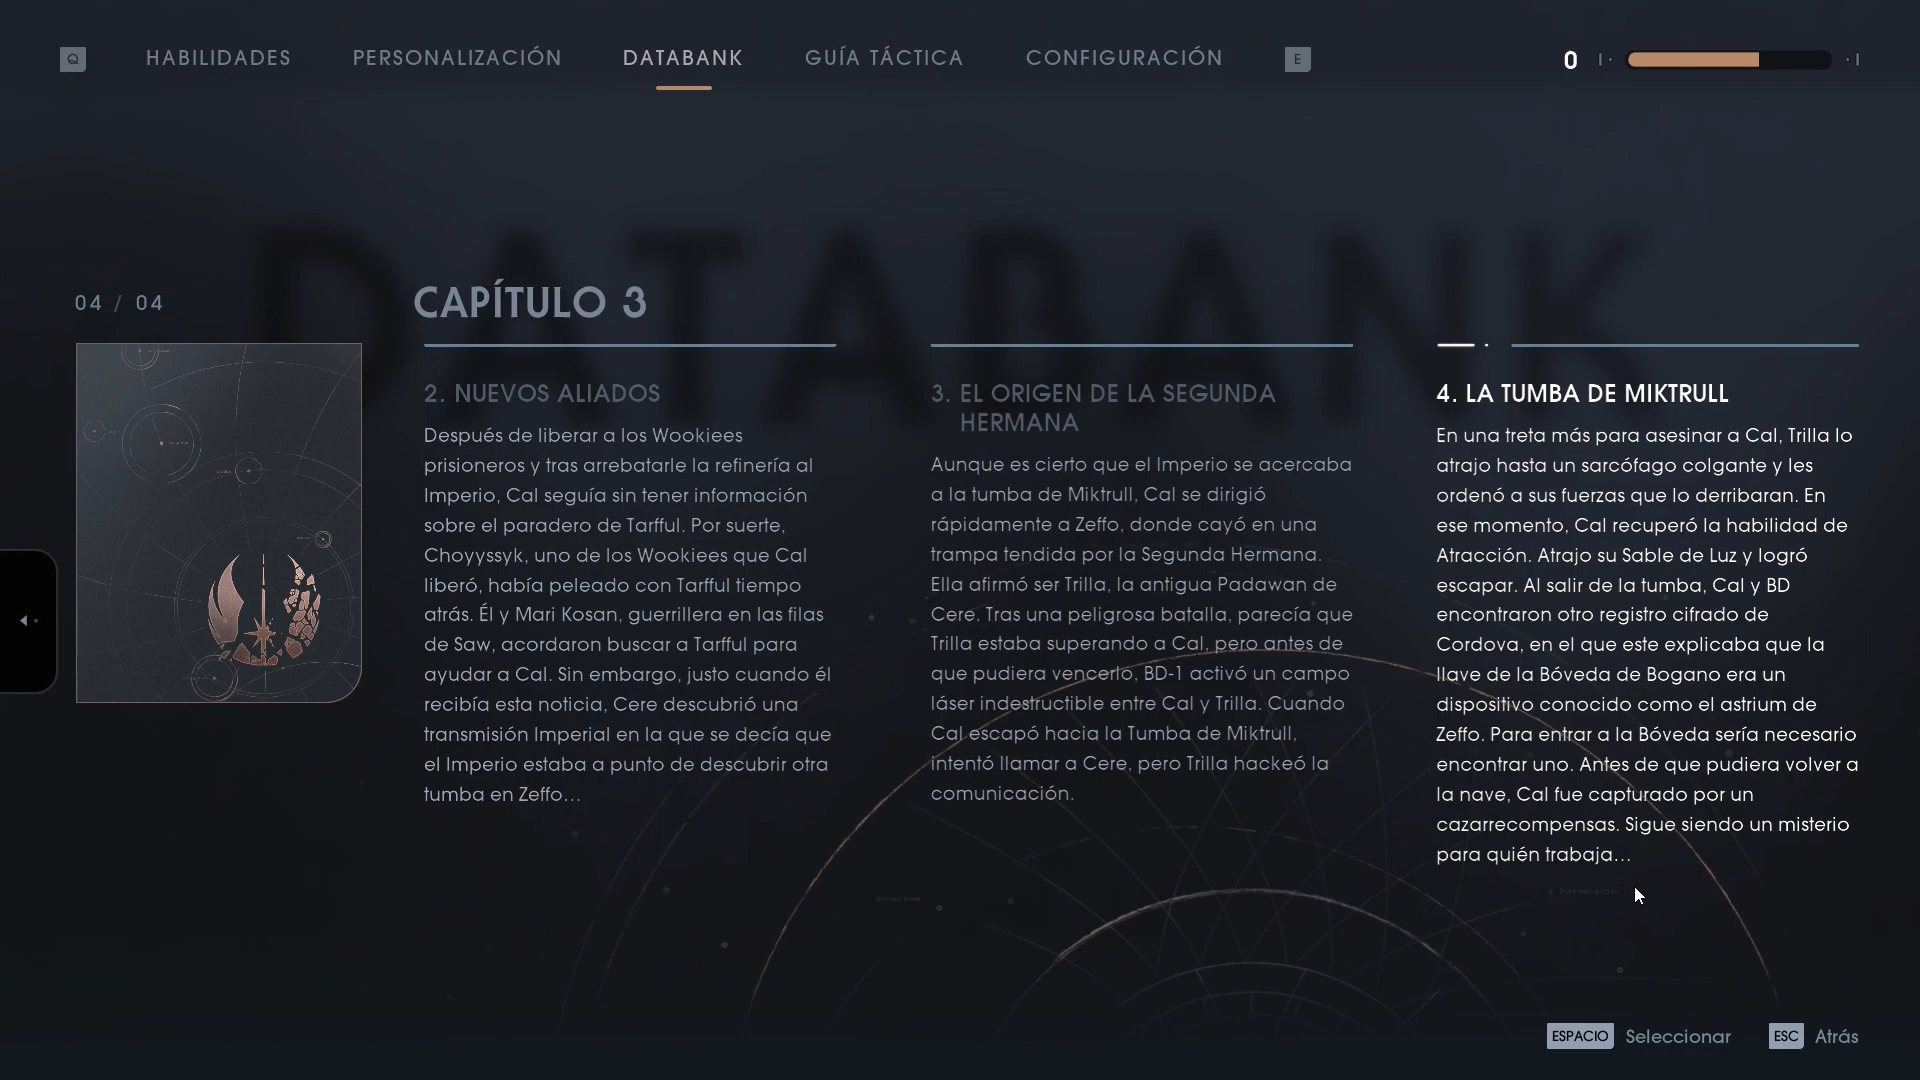 Q HABILIDADES PERSONALIZACIÓN DATABANK GUÍA TÁCTICA CONFIGURACIÓN E 0
DATABANK
04 / 04
CAPÍTULO 3
2. NUEVOS ALIADOS
Después de liberar a los Wookiees
prisioneros y tras arrebatarle la refinería al
Imperio, Cal seguía sin tener información
sobre el paradero de Tarfful. Por suerte,
Choyyssyk, uno de los Wookiees que Cal
liberó, había peleado con Tarfful tiempo
atrás. Él y Mari Kosan, guerrillera en las filas
de Saw, acordaron buscar a Tarfful para
ayudar a Cal. Sin embargo, justo cuando él
recibía esta noticia, Cere descubrió una
transmisión Imperial en la que se decía que
el Imperio estaba a punto de descubrir otra
tumba en Zeffo...
3. EL ORIGEN DE LA SEGUNDA
HERMANA
Aunque es cierto que el Imperio se acercaba
a la tumba de Miktrull, Cal se dirigió
rápidamente a Zeffo, donde cayó en una
trampa tendida por la Segunda Hermana.
Ella afirmó ser Trilla, la antigua Padawan de
Cere. Tras una peligrosa batalla, parecía que
Trilla estaba superando a Cal, pero antes de
que pudiera vencerlo, BD-1 activó un campo
láser indestructible entre Cal y Trilla. Cuando
Cal escapó hacia la Tumba de Miktrull,
intentó llamar a Cere, pero Trilla hackeó la
comunicación.
4. LA TUMBA DE MIKTRULL
En una treta más para asesinar a Cal, Trilla lo
atrajo hasta un sarcófago colgante y les
ordenó a sus fuerzas que lo derribaran. En
ese momento, Cal recuperó la habilidad de
Atracción. Atrajo su Sable de Luz y logró
escapar. Al salir de la tumba, Cal y BD
encontraron otro registro cifrado de
Cordova, en el que este explicaba que la
llave de la Bóveda de Bogano era un
dispositivo conocido como el astrium de
Zeffo. Para entrar a la Bóveda sería necesario
encontrar uno. Antes de que pudiera volver a
la nave, Cal fue capturado por un
cazarrecompensas. Sigue siendo un misterio
para quién trabaja...
ESPACIO Seleccionar ESC Atrás